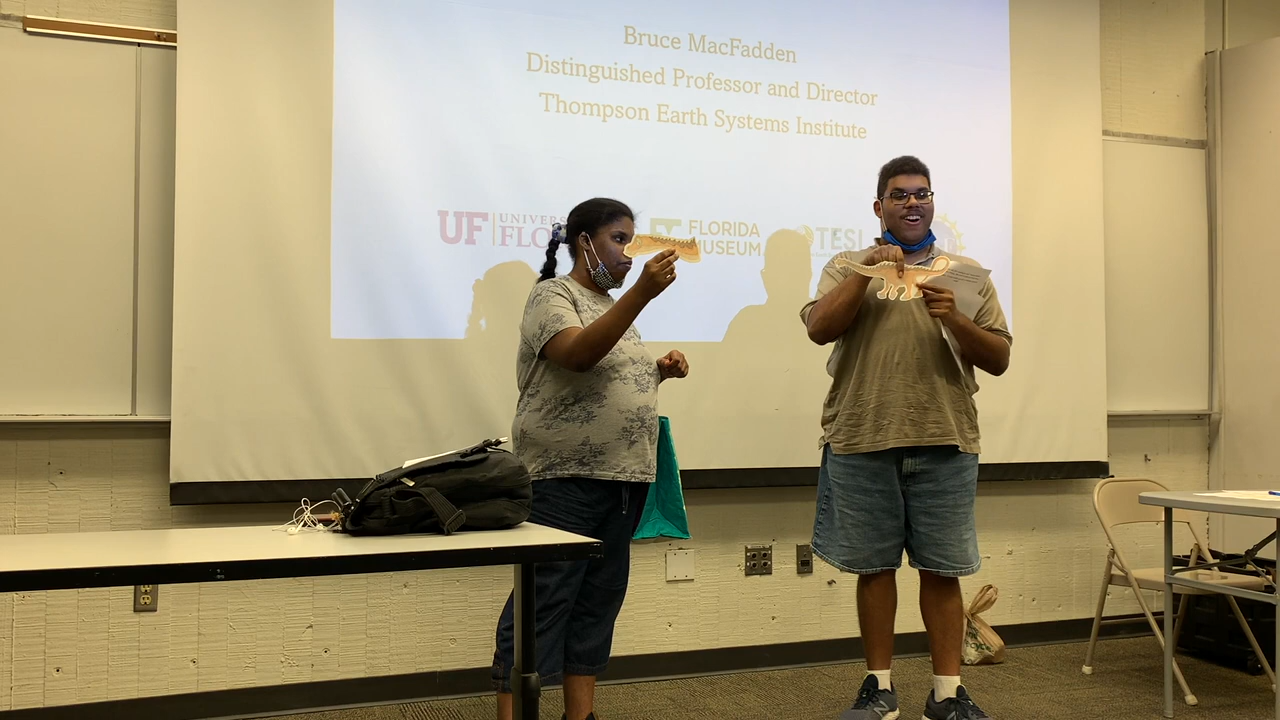 Bruce MacFadden
Distinguished Professor and Director
Thompson Earth Systems Institute
UF
FLORIDA
MUSEUM
TESI